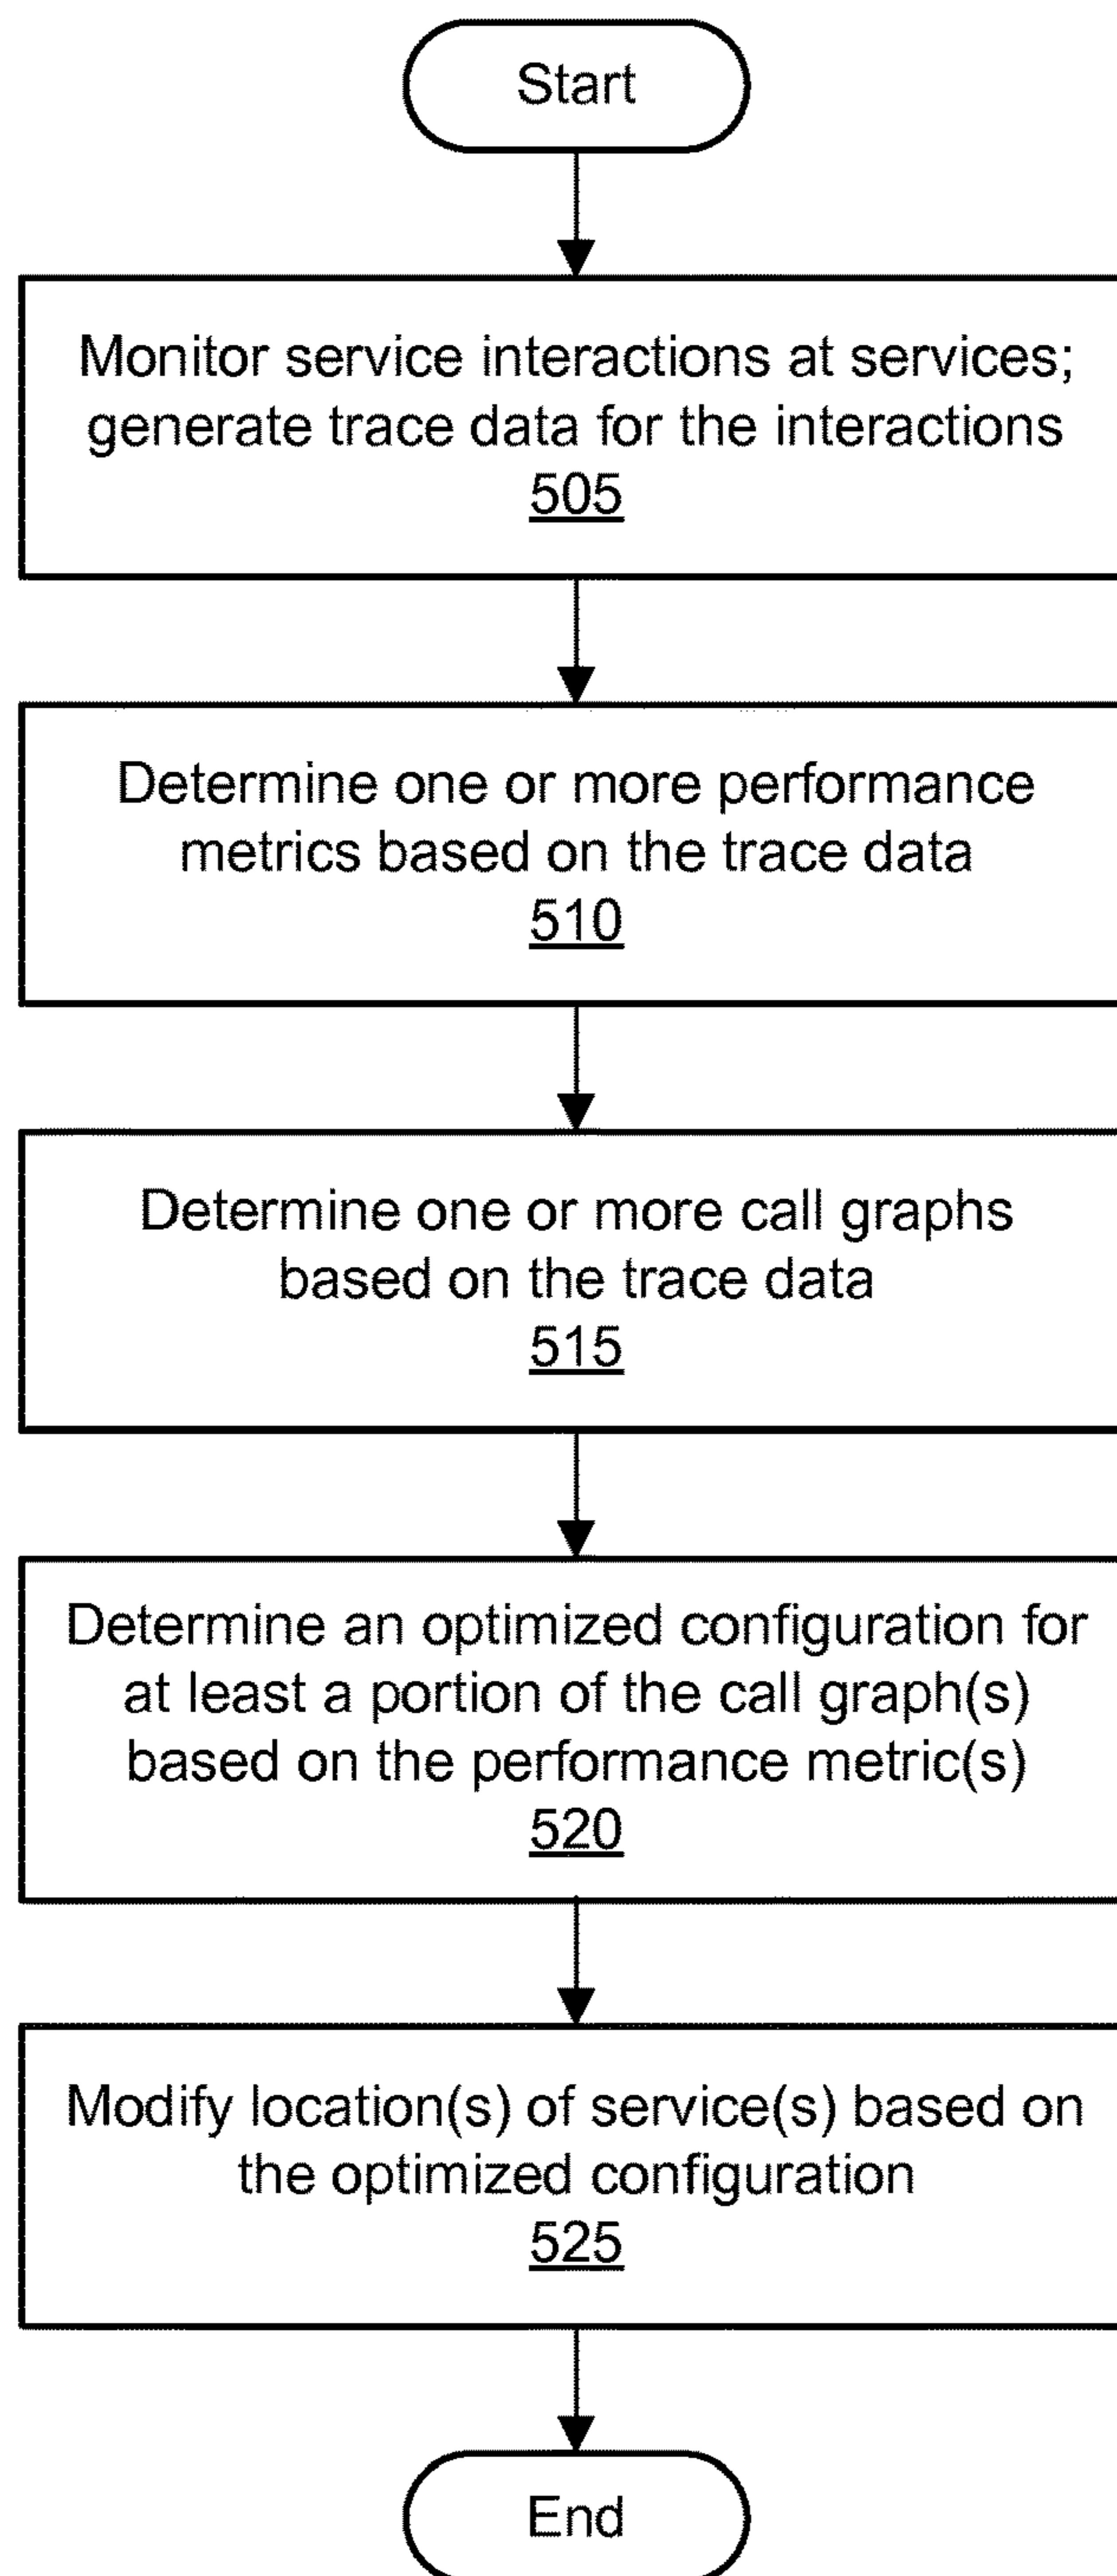 Start
Monitor service interactions at services;
generate trace data for the interactions
505
Determine one or more performance
metrics based on the trace data
510
Determine one or more call graphs
based on the trace data
515
Determine an optimized configuration for
at least a portion of the call graph(s)
based on the performance metric(s)
520
Modify location(s) of service(s) based on
the optimized configuration
525
End